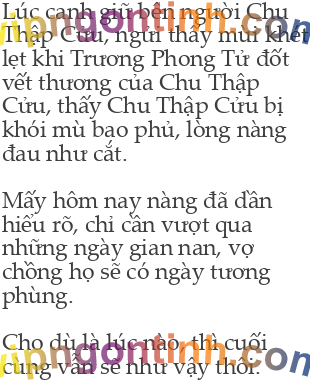 Lúc canh giữ bên người Chu
Thập Cửu, ngửi thấy mùi khét
lẹt khi Trương Phong Tử đốt
vết thương của Chu Thập
Cửu, thấy Chu Thập Cửu bị
khói mù bao phủ, lòng nàng
đau như cắt.

Mấy hôm nay nàng đã dần
hiểu rõ, chỉ cần vượt qua
những ngày gian nan, vợ
chồng họ sẽ có ngày tương
phùng.

Cho dù là lúc nào, thì cuối
cùng vẫn sẽ như vậy thôi.
vipngontinh.com
vipngontinh.com